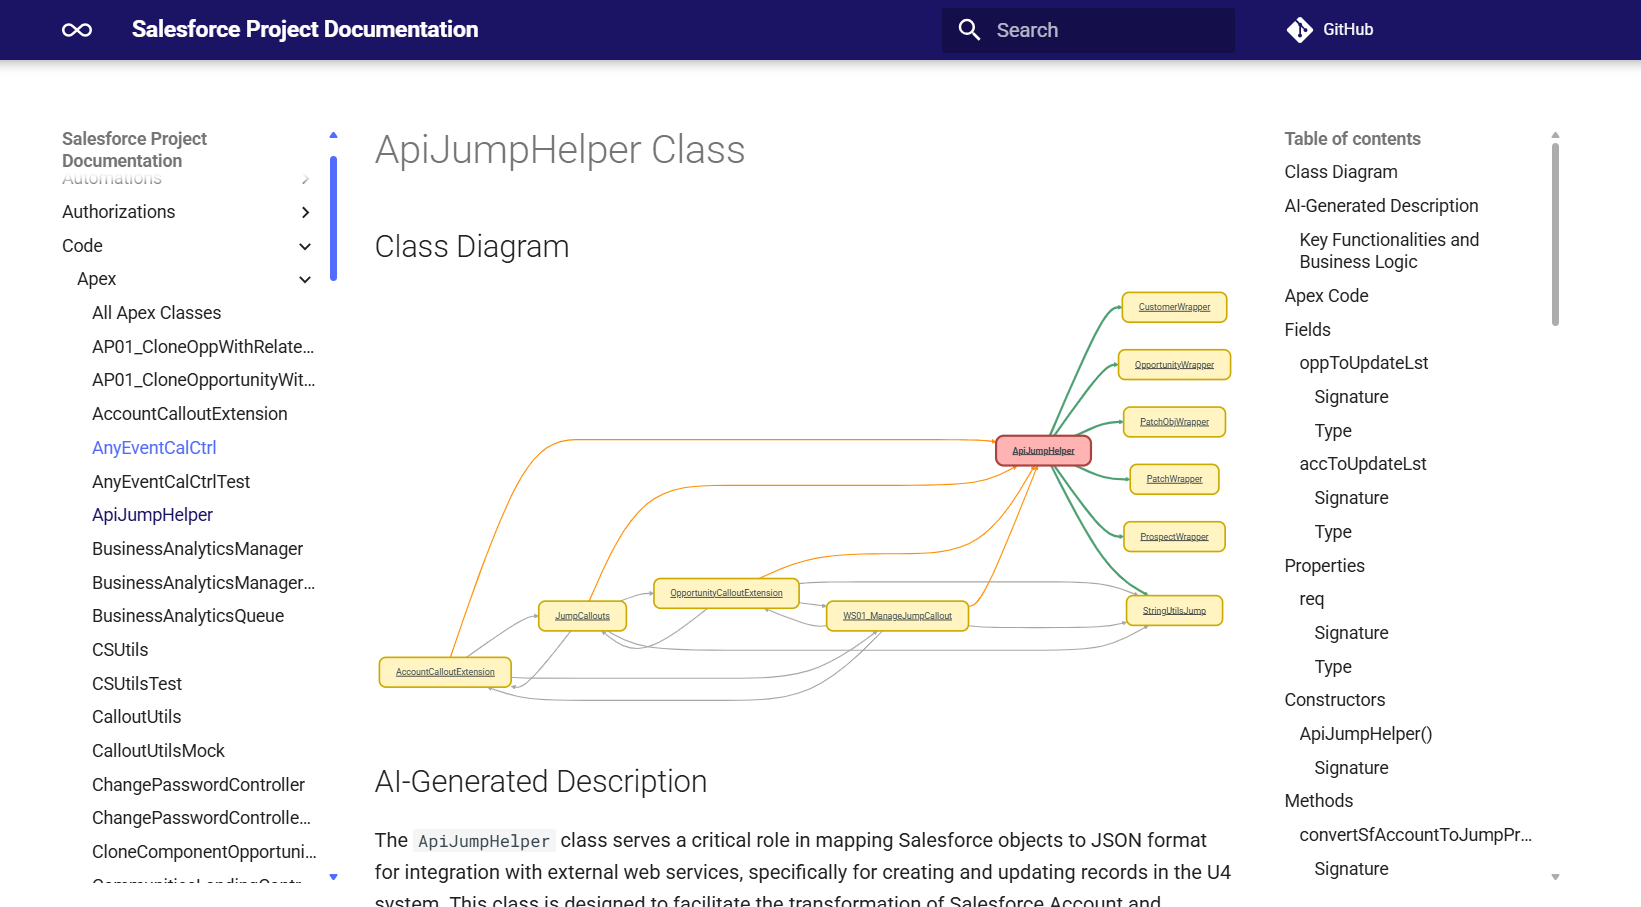 Salesforce Project Documentation
Search
GitHub
Salesforce Project
Documentation
Automations
Authorizations
Code
Apex
All Apex Classes
AP01_CloneOppWithRelate...
AP01_CloneOpportunityWit...
AccountCalloutExtension
AnyEventCalCtrl
AnyEventCalCtrlTest
ApiJumpHelper
BusinessAnalyticsManager
BusinessAnalyticsManager...
BusinessAnalyticsQueue
CSUtils
CSUtilsTest
CalloutUtils
CalloutUtilsMock
ChangePasswordController
ChangePasswordControlle...
CloneComponentOpportuni...
ApiJumpHelper Class
Class Diagram
CustomerWrapper
OpportunityWrapper
PatchObjWrapper
ApiJumpHelper
PatchWrapper
ProspectWrapper
OpportunityCalloutExtension
StringUtilsJump
JumpCallouts
WS01_ManageJumpCallout
AccountCalloutExtension
AI-Generated Description
The ApiJumpHelper class serves a critical role in mapping Salesforce objects to JSON format
for integration with external web services, specifically for creating and updating records in the U4
system. This class is designed to facilitate the transformation of Salesforce Account and
Table of contents
Class Diagram
AI-Generated Description
Key Functionalities and
Business Logic
Apex Code
Fields
oppToUpdateLst
Signature
Type
accToUpdateLst
Signature
Type
Properties
req
Signature
Type
Constructors
ApiJumpHelper()
Signature
Methods
convertSfAccountToJumpPr...
Signature